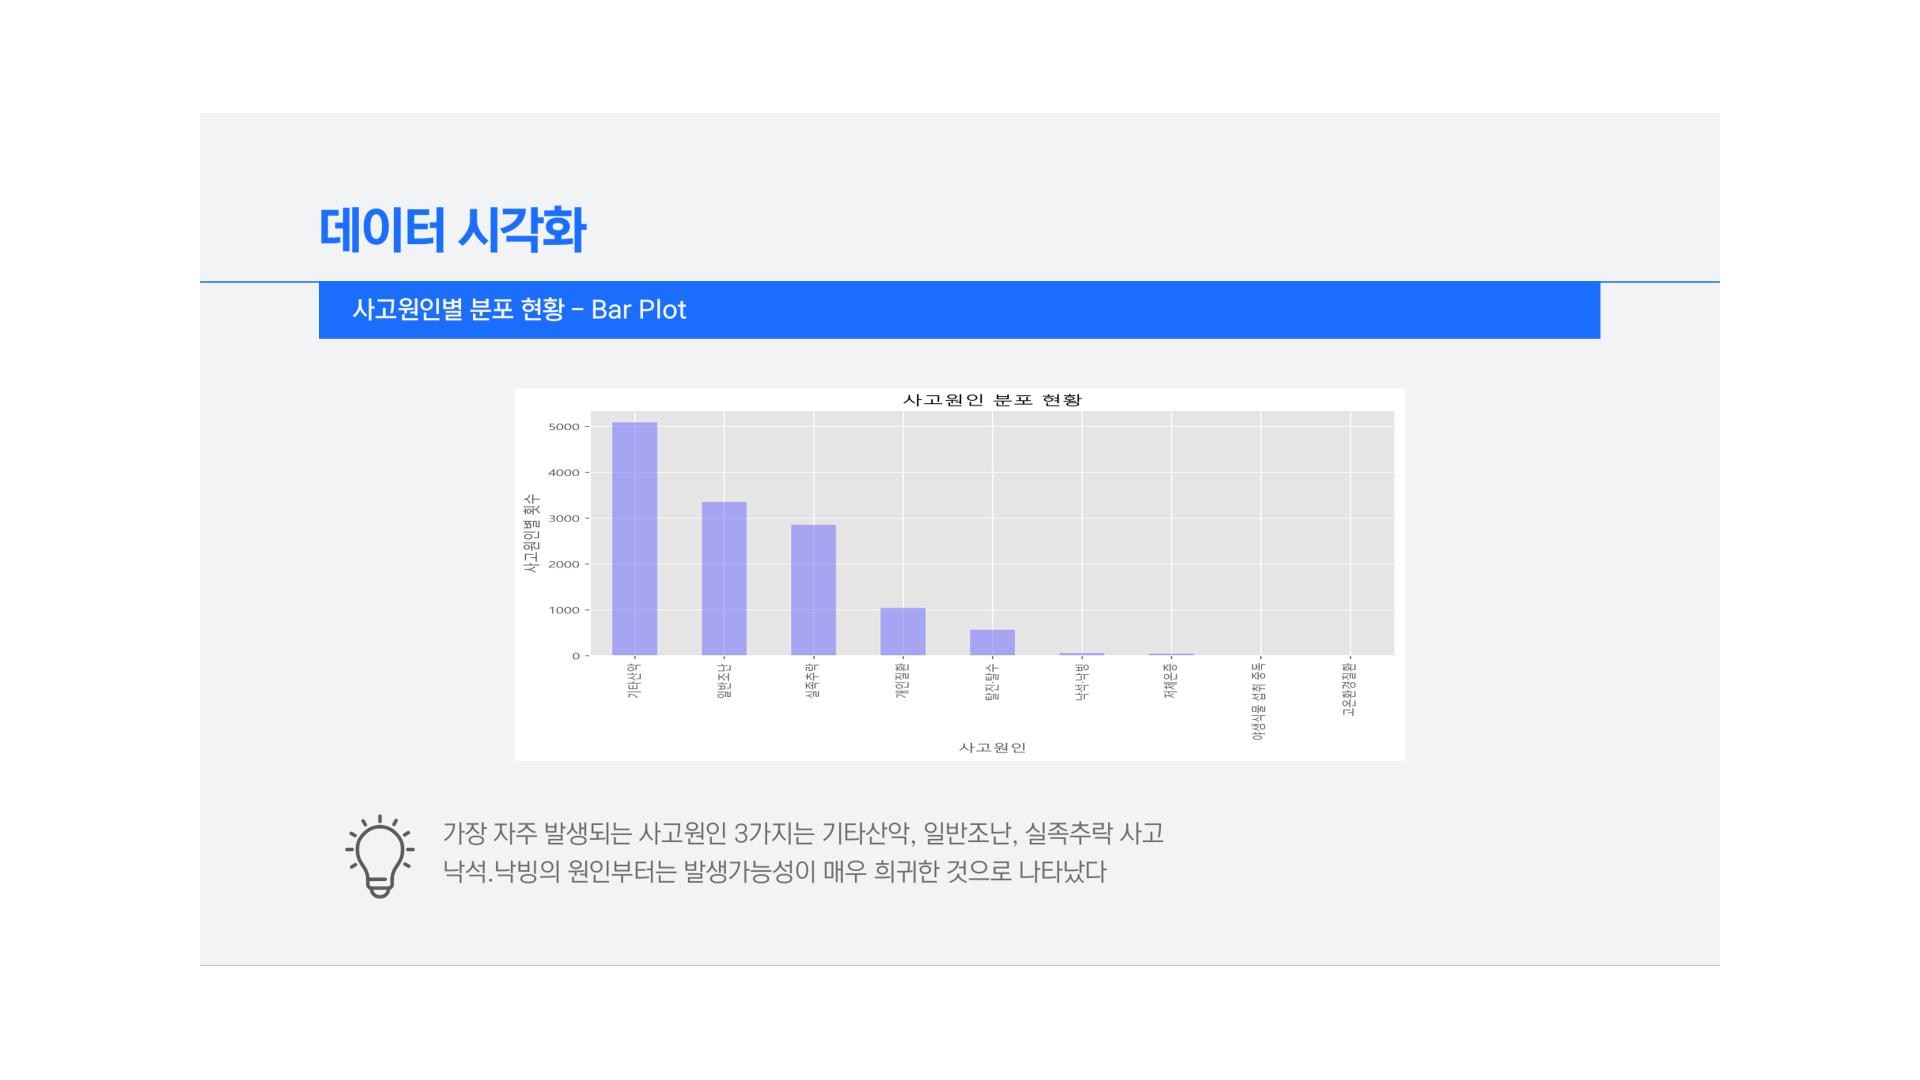 데이터 시각화
사고원인별 분포 현황 – Bar Plot
사고원인 분포 현황
사고원인별 횟수
5000
4000
3000
2000
1000
0
기타산악
일반조난
실족추락
개인질환
탈진·탈수
낙석·낙빙
저체온증
야생식물 섭취 중독
고온환경질환
사고원인
가장 자주 발생되는 사고원인 3가지는 기타산악, 일반조난, 실족추락 사고
낙석.낙빙의 원인부터는 발생가능성이 매우 희귀한 것으로 나타났다